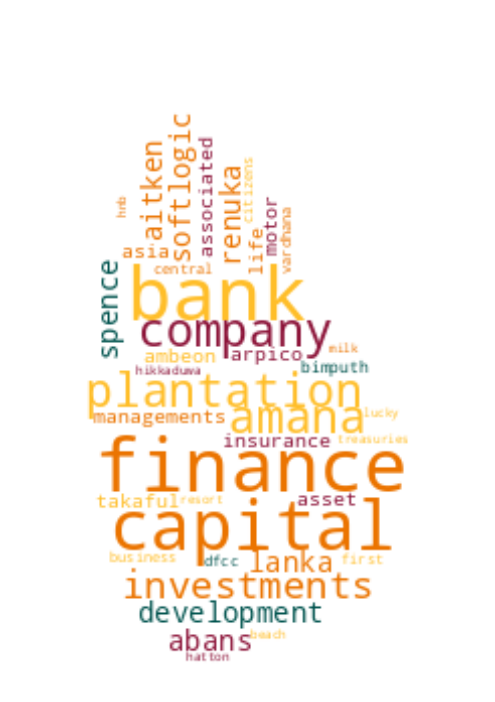 hnb
aitken
softlogic
associated
renuka
citizens
life
motor
vardhana
asia
central
spence
bank
company
ambeon
arpico
milk
hikkaduwa
bimputh
plantation
managements
amana
lucky
insurance
treasuries
finance
takaful
resort
asset
capital
business
dfcc
lanka
first
investments
development
abans
beach
hatton